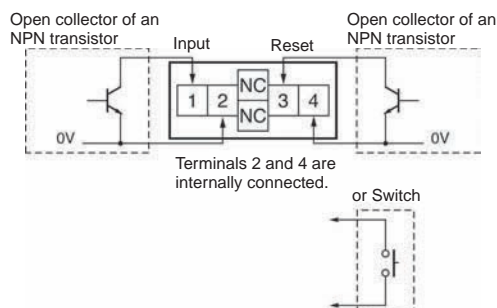 Open collector of an
NPN transistor
Open collector of an
NPN transistor
Input
Reset
NC
1 2 3 4
NC
0V
0V
Terminals 2 and 4 are
internally connected.
or Switch